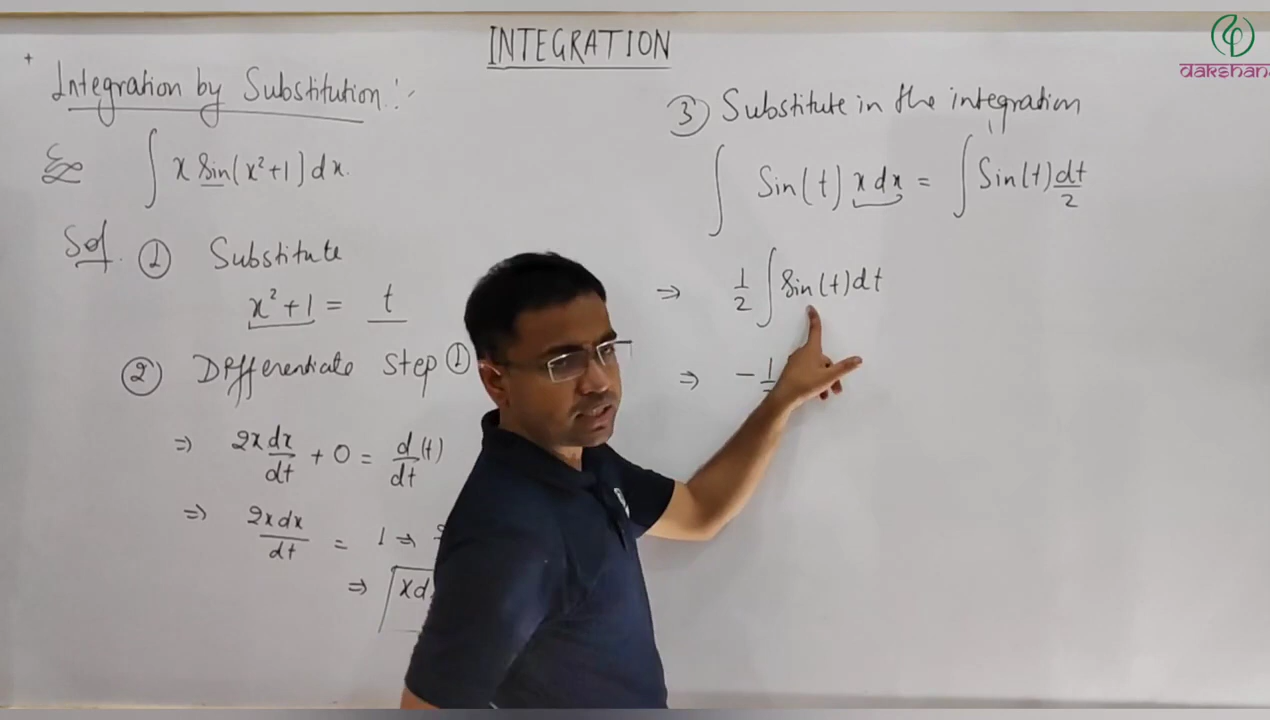 INTEGRATION
dakshana
Integration by Substitution :-
Ex ∫ x Sin(x²+1) dx.
Sol. ① Substitute
x²+1 = t
② Differentiate Step ①
⇒ 2x dx/dt + 0 = d/dt (t)
⇒ 2x dx/dt = 1 ⇒
⇒ xd
③ Substitute in the integration
∫ Sin(t) x dx = ∫ Sin(t) dt/2
⇒ 1/2 ∫ Sin(t) dt
⇒ - 1